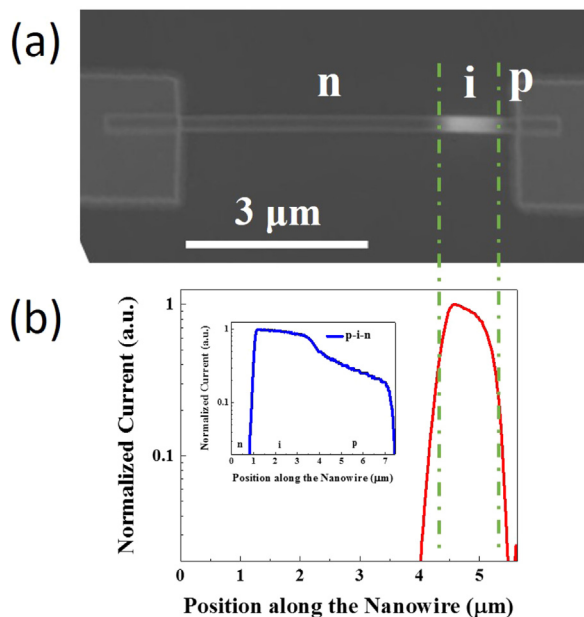 (a)
n i p
3 μm
(b)
Normalized Current (a.u.)
1
0.1
Normalized Current (a.u.)
1
0.1
p-i-n
n i p
0 1 2 3 4 5 6 7
Position along the Nanowire (μm)
0 1 2 3 4 5
Position along the Nanowire (μm)